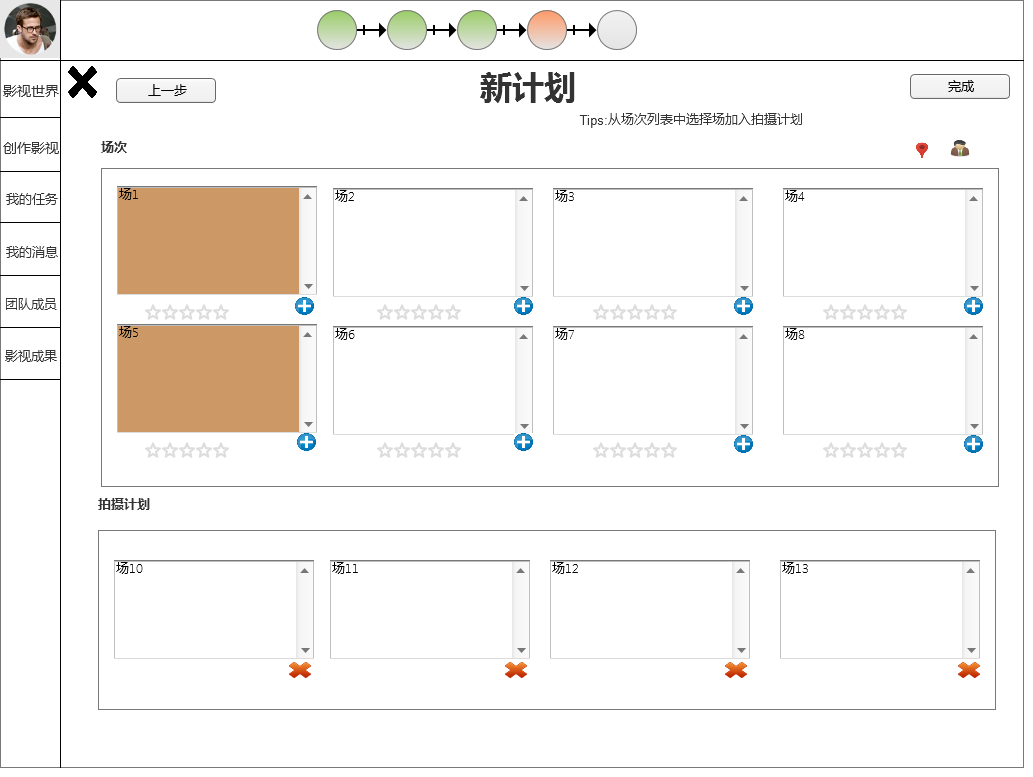 影视世界
创作影视
我的任务
我的消息
团队成员
影视成果
上一步
新计划
完成
Tips:从场次列表中选择场加入拍摄计划
场次
场1
场2
场3
场4
场5
场6
场7
场8
拍摄计划
场10
场11
场12
场13